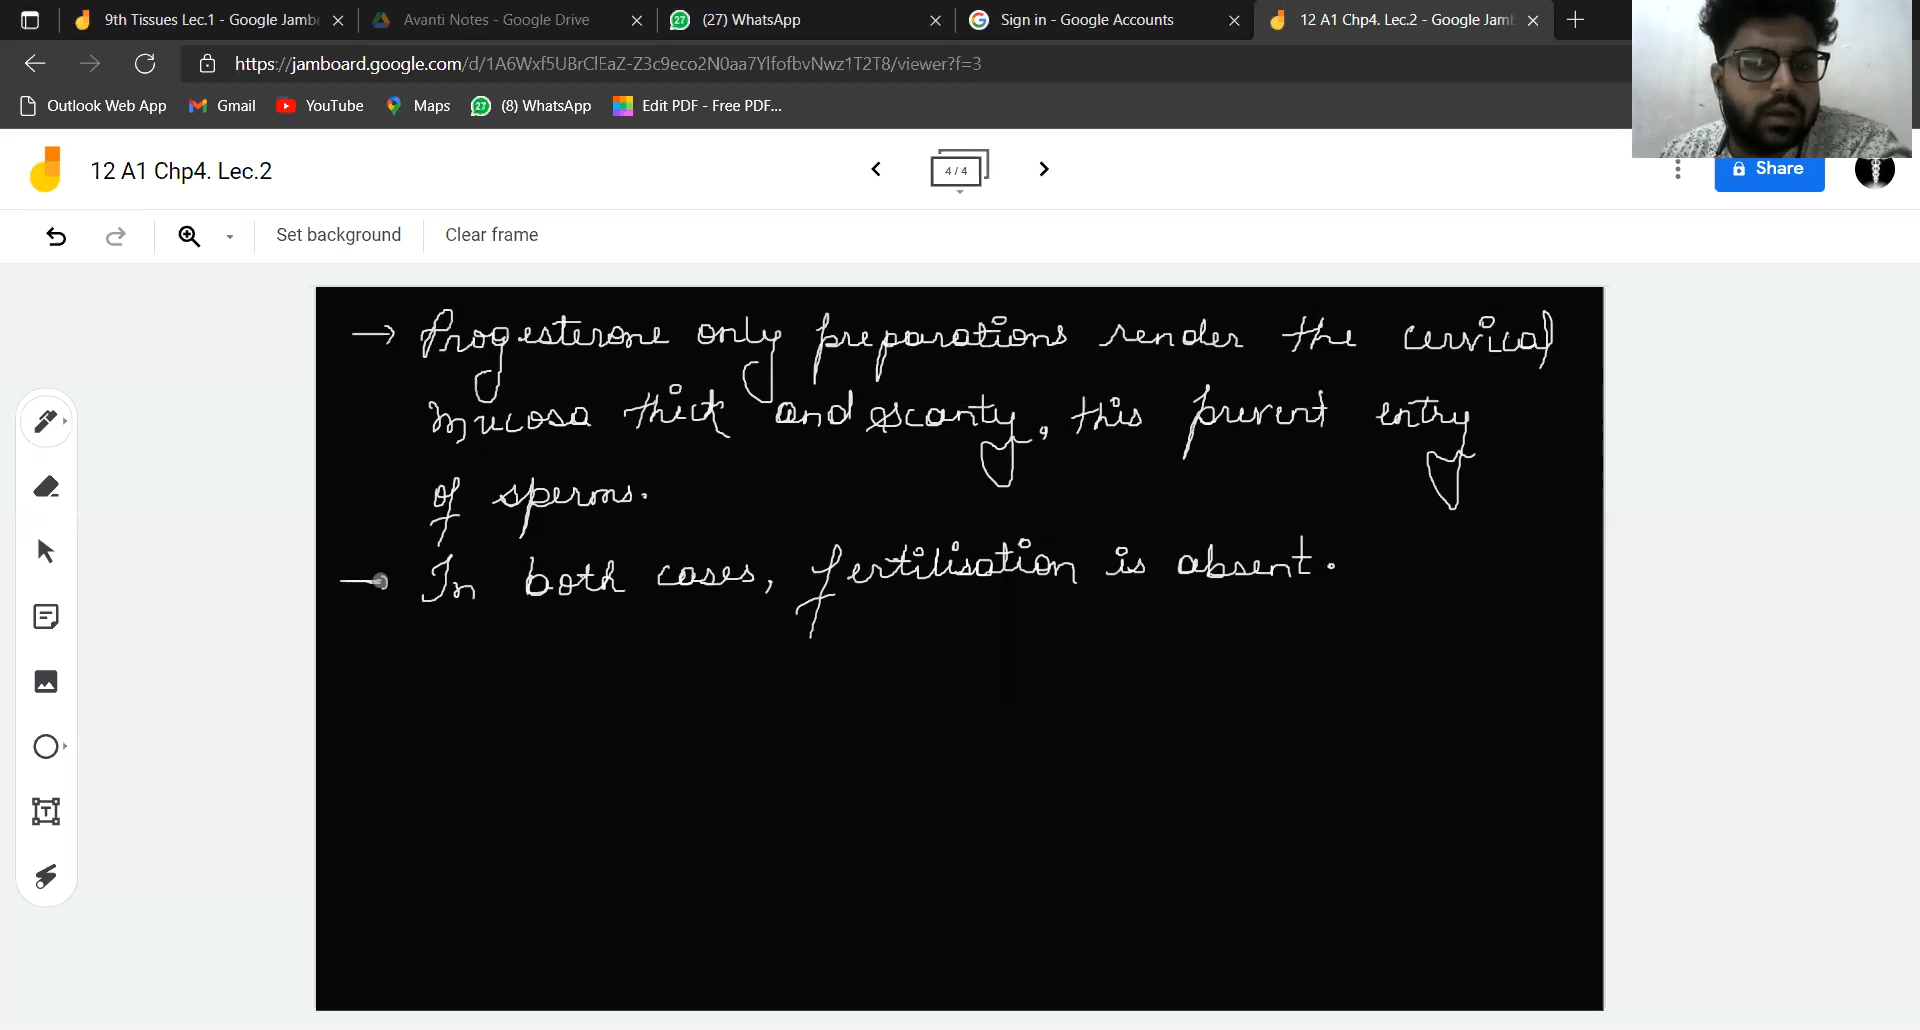 9th Tissues Lec.1 - Google Jamb
Avanti Notes - Google Drive
(27) WhatsApp
Sign in - Google Accounts
12 A1 Chp4. Lec.2 - Google Jam
https://jamboard.google.com/d/1A6Wxf5UBrClEaZ-Z3c9eco2N0aa7YlfofbvNwz1T2T8/viewer?f=3
Outlook Web App
Gmail
YouTube
Maps
27 (8) WhatsApp
Edit PDF - Free PDF...
12 A1 Chp4. Lec.2
4 / 4
Share
Set background
Clear frame
→ Progesterone only preparations render the cervical
mucosa thick and scanty, this prevent entry
of sperms.
→ In both cases, fertilisation is absent.